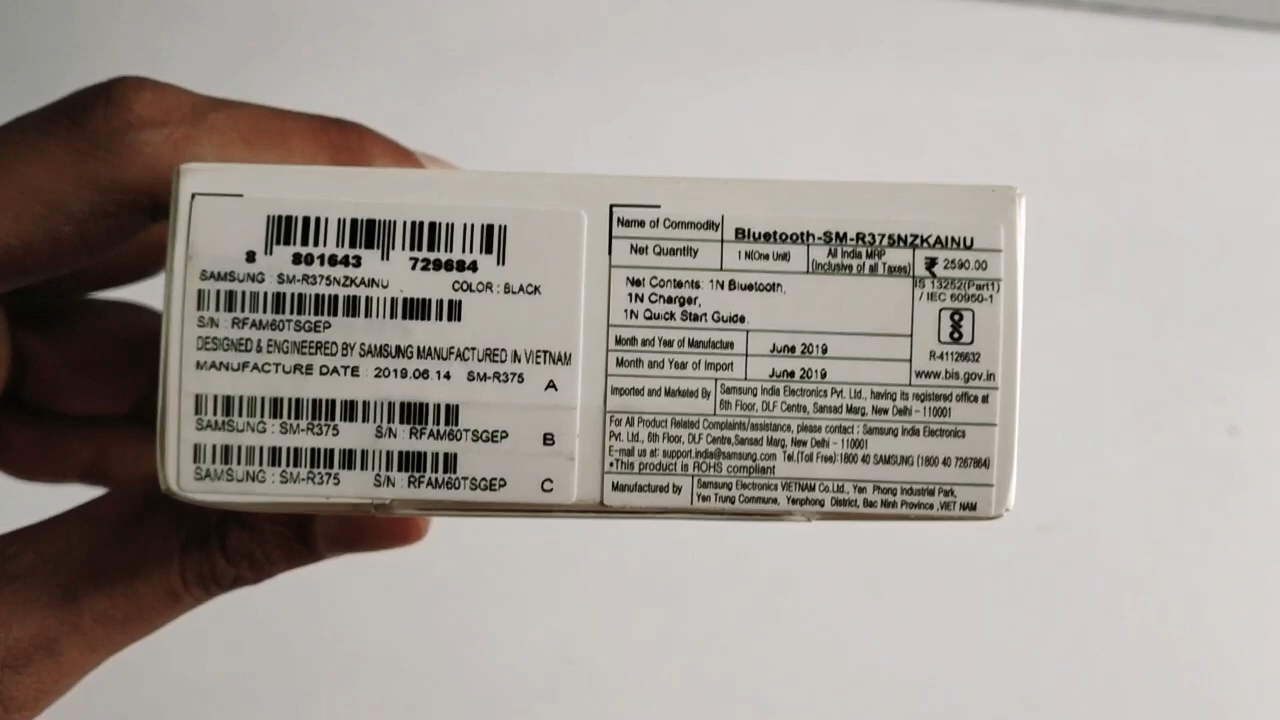 8 801643 729684
SAMSUNG : SM-R375NZKAINU COLOR : BLACK
S/N : RFAM60TSGEP
DESIGNED & ENGINEERED BY SAMSUNG MANUFACTURED IN VIETNAM
MANUFACTURE DATE : 2019.06.14 SM-R375 A
SAMSUNG : SM-R375 S/N : RFAM60TSGEP B
SAMSUNG : SM-R375 S/N : RFAM60TSGEP C
Name of Commodity Bluetooth-SM-R375NZKAINU
Net Quantity 1 N(One Unit) All India MRP (Inclusive of all Taxes) ₹ 2590.00
Net Contents: 1N Bluetooth,
1N Charger,
1N Quick Start Guide.
IS 13252(Part1)
/ IEC 60950-1
R-41126632
www.bis.gov.in
Month and Year of Manufacture June 2019
Month and Year of Import June 2019
Imported and Marketed By Samsung India Electronics Pvt. Ltd., having its registered office at
6th Floor, DLF Centre, Sansad Marg, New Delhi - 110001
For All Product Related Complaints/assistance, please contact : Samsung India Electronics
Pvt. Ltd., 6th Floor, DLF Centre,Sansad Marg, New Delhi - 110001
E-mail us at: support.india@samsung.com Tel.(Toll Free):1800 40 SAMSUNG (1800 40 7267864)
•This product is ROHS compliant
Manufactured by Samsung Electronics VIETNAM Co.Ltd., Yen Phong Industrial Park,
Yen Trung Commune, Yenphong District, Bac Ninh Province ,VIET NAM